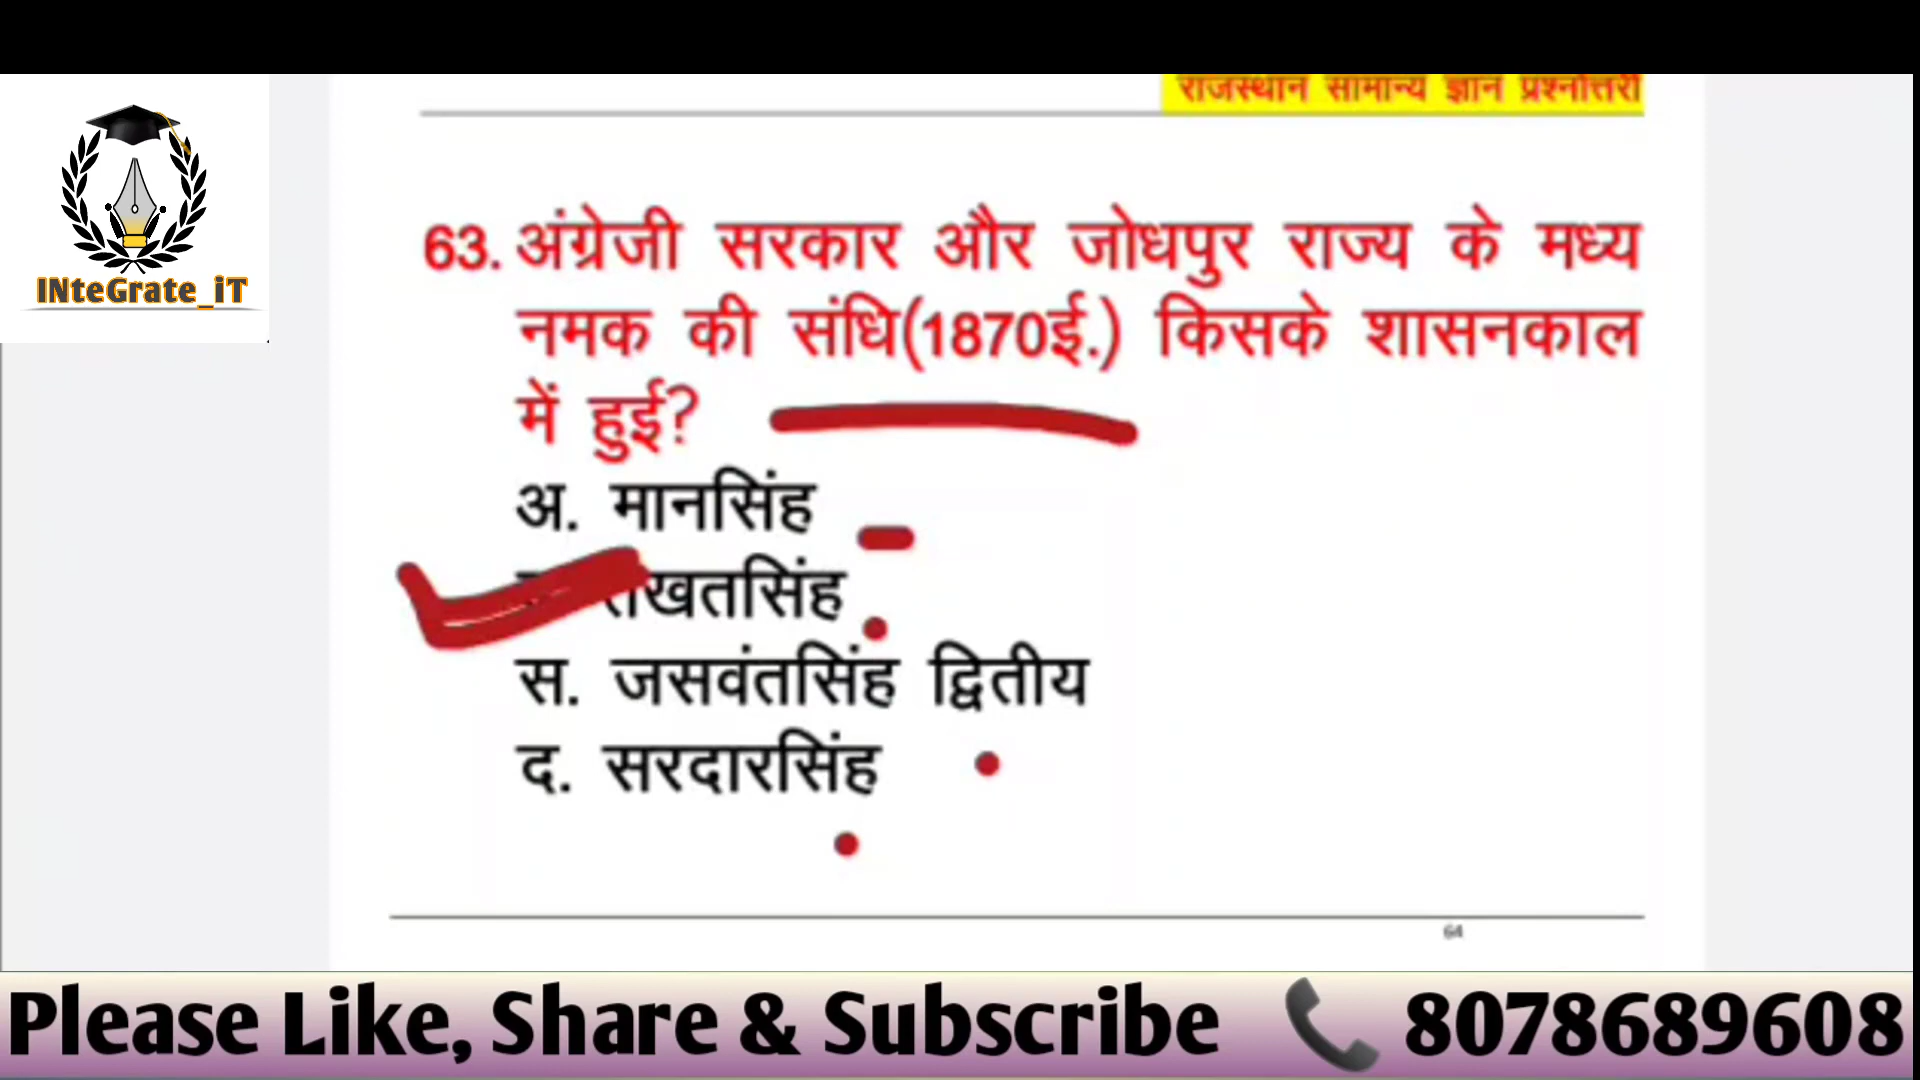 राजस्थान सामान्य ज्ञान प्रश्नोत्तरी
INteGrate_iT
63. अंग्रेजी सरकार और जोधपुर राज्य के मध्य
नमक की संधि(1870ई.) किसके शासनकाल
में हुई?
अ. मानसिंह
तखतसिंह
स. जसवंतसिंह द्वितीय
द. सरदारसिंह
64
Please Like, Share & Subscribe 8078689608